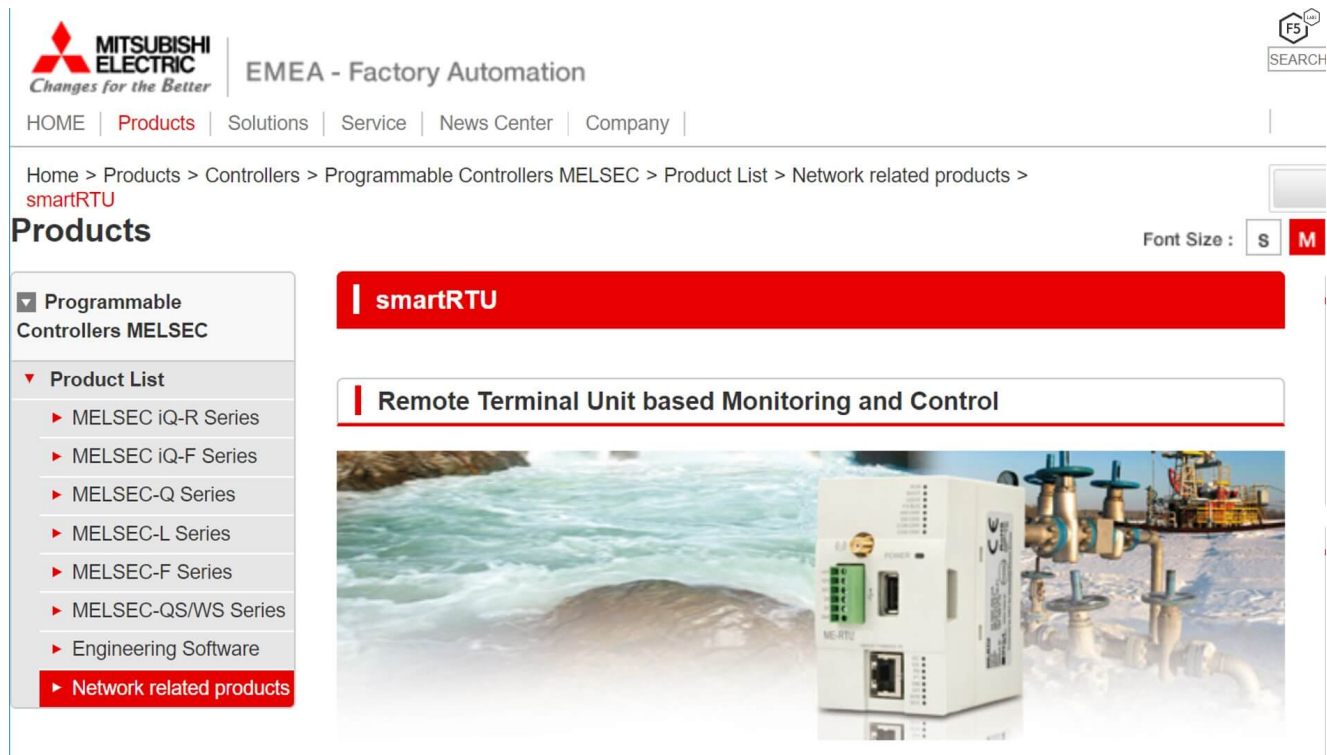 MITSUBISHI
ELECTRIC
Changes for the Better
EMEA - Factory Automation
F5 LABS
SEARCH
HOME | Products | Solutions | Service | News Center | Company |
Home > Products > Controllers > Programmable Controllers MELSEC > Product List > Network related products >
smartRTU
Products
Font Size : S M
Programmable
Controllers MELSEC
Product List
MELSEC iQ-R Series
MELSEC iQ-F Series
MELSEC-Q Series
MELSEC-L Series
MELSEC-F Series
MELSEC-QS/WS Series
Engineering Software
Network related products
smartRTU
Remote Terminal Unit based Monitoring and Control
POWER
ME-RTU
CE